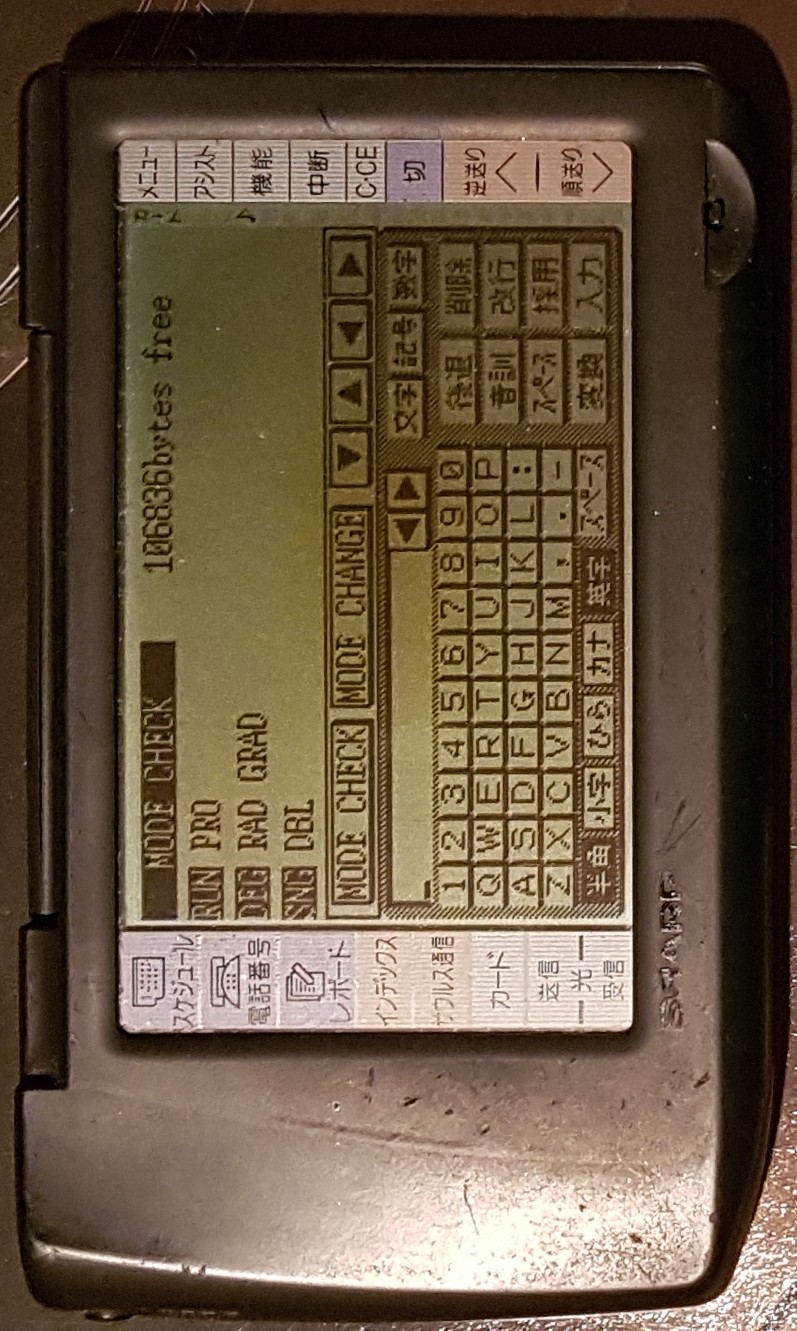 スケジュール
電話番号
レポート
インデックス
ザウルス通信
カード
送信
光
受信
MODE CHECK 106836bytes free
RUN PRO
DEG RAD GRAD
SNG DBL
MODE CHECK MODE CHANGE ▼ ▲ ◀ ▶
◀ ▶ 文字 記号 数字
1 2 3 4 5 6 7 8 9 0 後退 削除
Q W E R T Y U I O P 音訓 改行
A S D F G H J K L : スペース 採用
Z X C V B N M , . - 変換 入力
半角 小字 ひら カナ 英字 スペース
メニュー
アシスト
機能
中断
C・CE
切
逆送り
順送り
SHARP